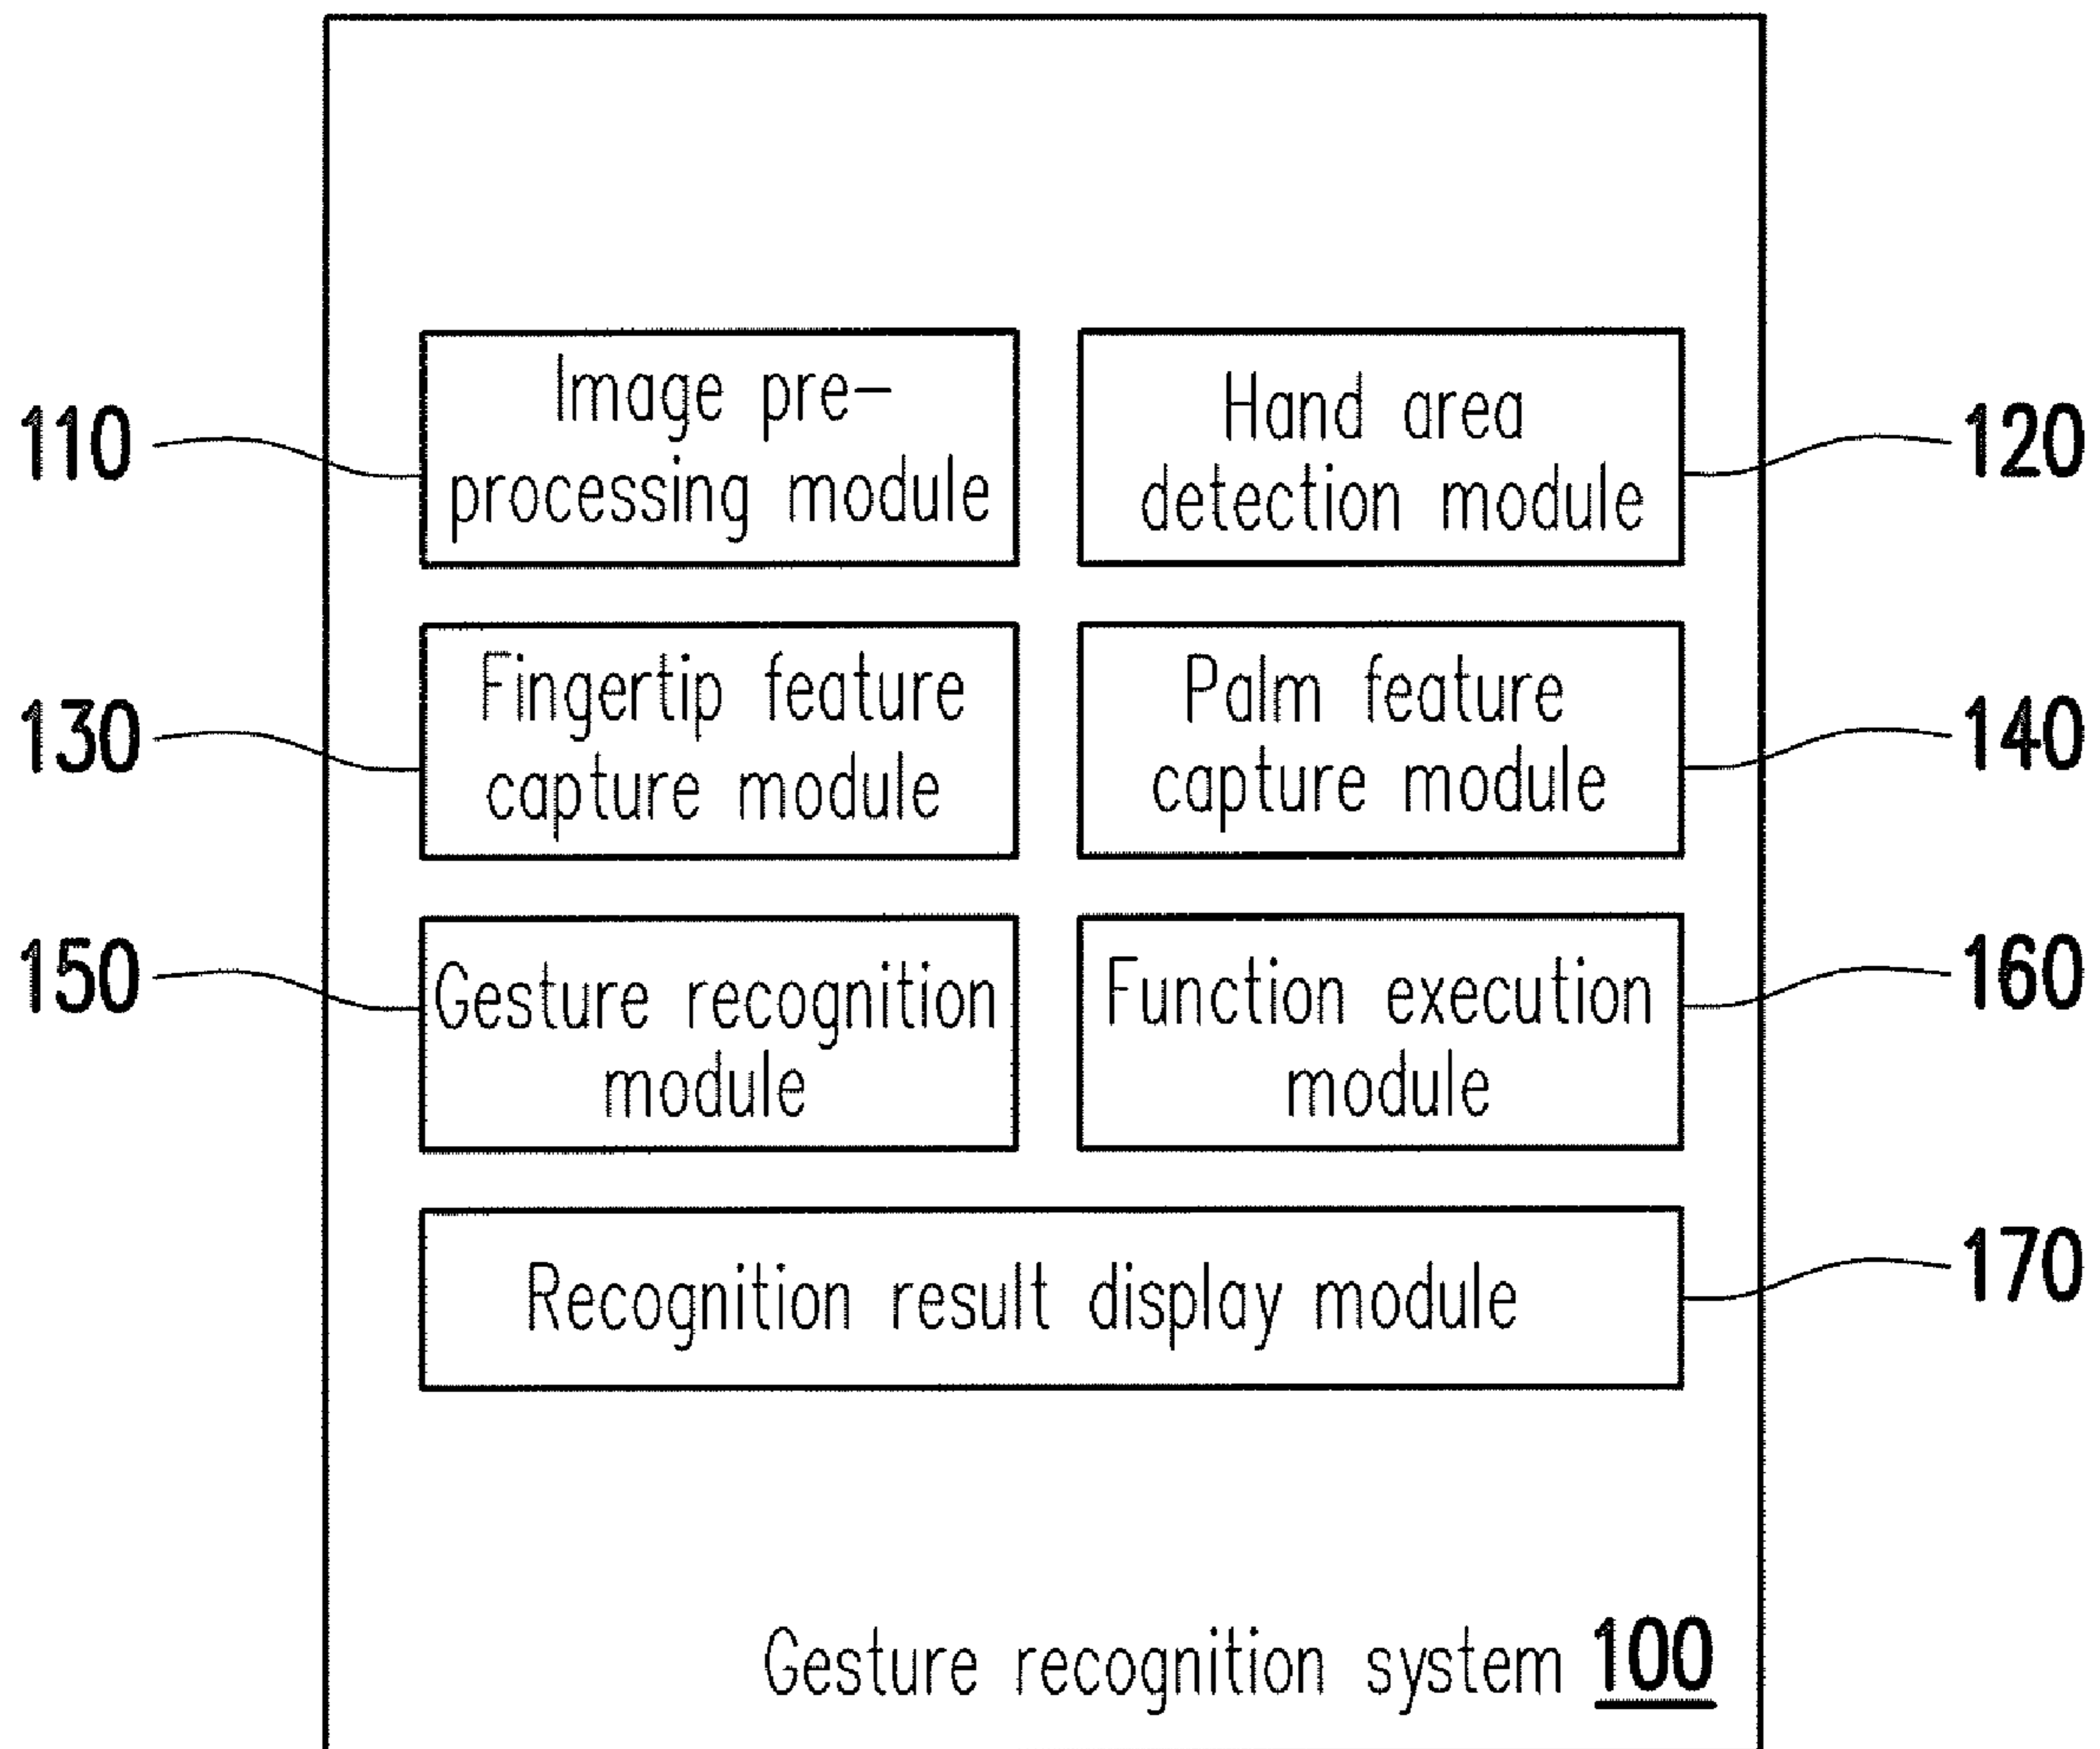 110
Image pre-
processing module
Hand area
detection module
120
130
Fingertip feature
capture module
Palm feature
capture module
140
150
Gesture recognition
module
Function execution
module
160
Recognition result display module
170
Gesture recognition system 100